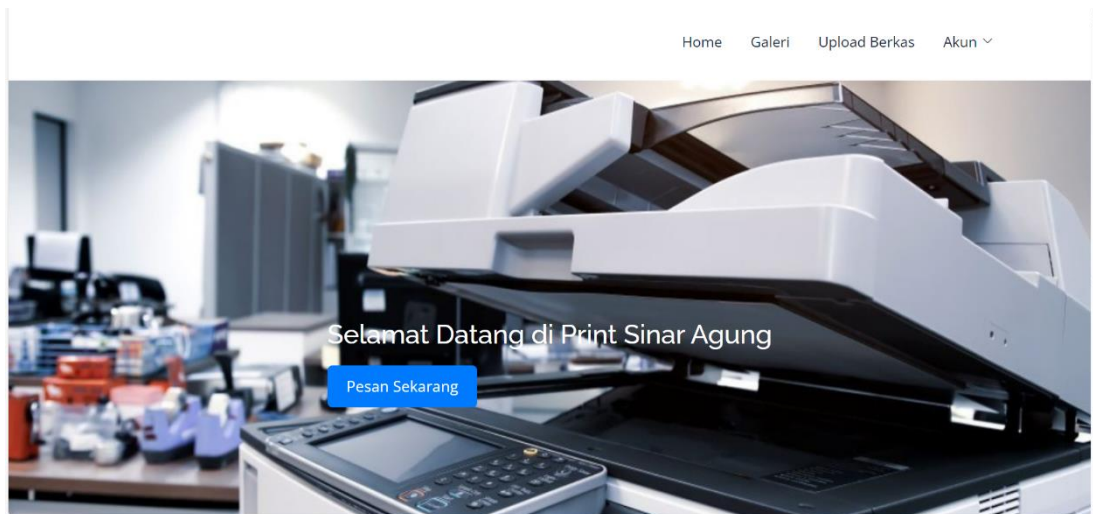 Home Galeri Upload Berkas Akun
Selamat Datang di Print Sinar Agung
Pesan Sekarang